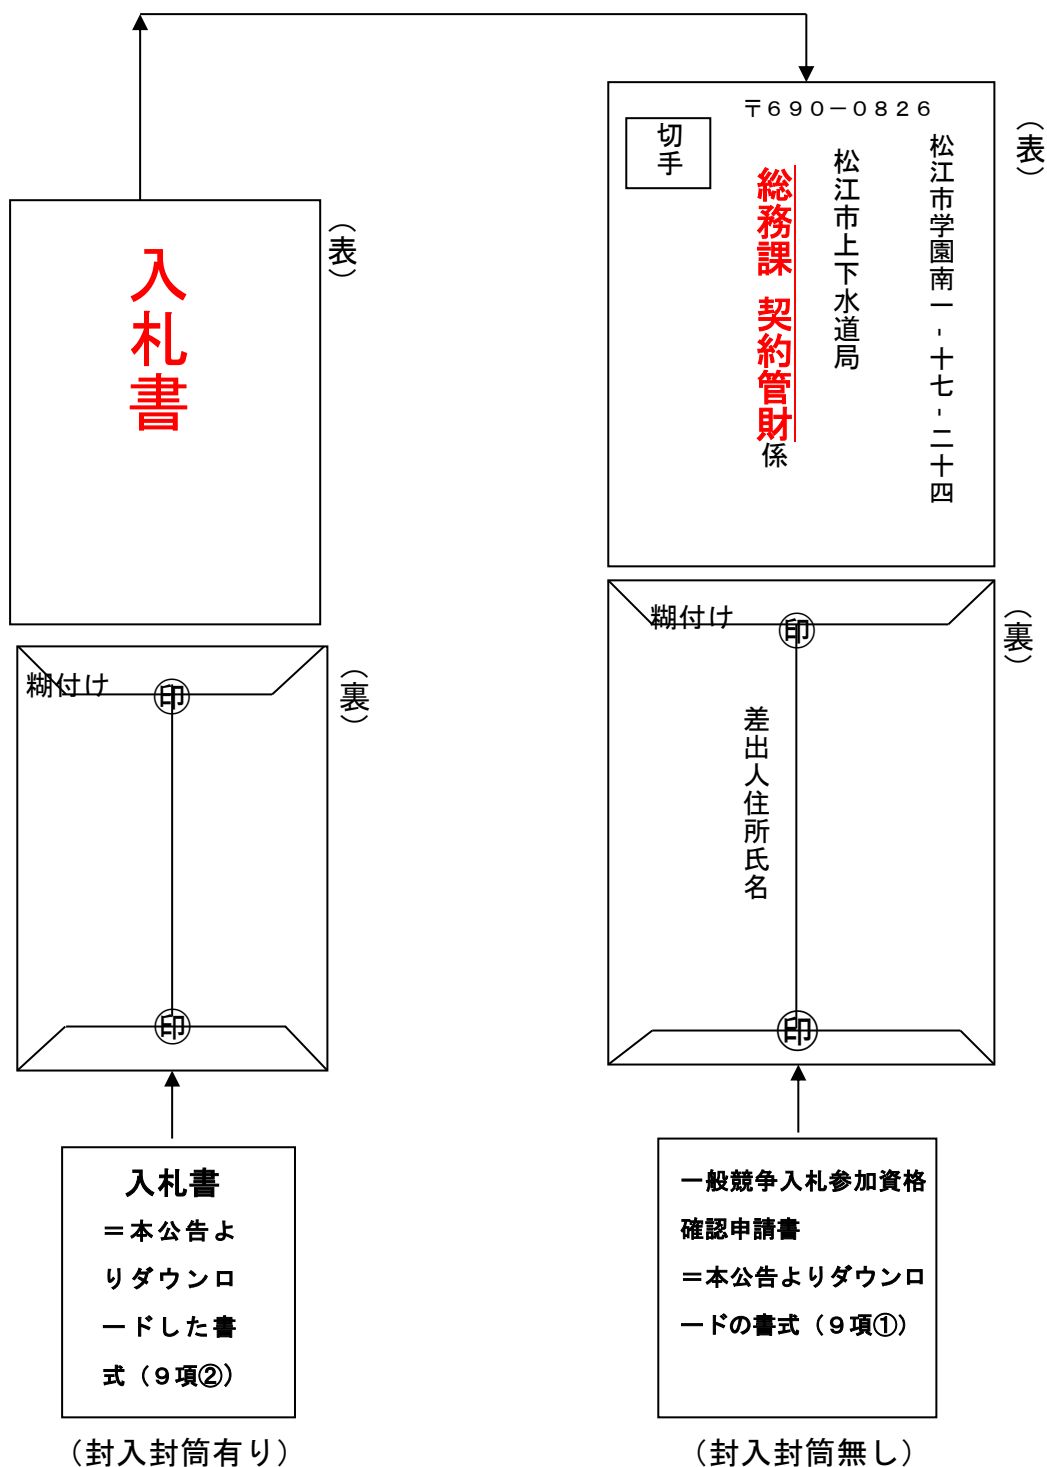 入札書
（表）
糊付け
印
印
（裏）
入札書
＝本公告よ
りダウンロ
ードした書
式（９項②）
（封入封筒有り）
〒６９０－０８２６
切手
松江市学園南一‐十七‐二十四
松江市上下水道局
総務課 契約管財係
（表）
糊付け
印
差出人住所氏名
印
（裏）
一般競争入札参加資格
確認申請書
＝本公告よりダウンロ
ードの書式（９項①）
（封入封筒無し）